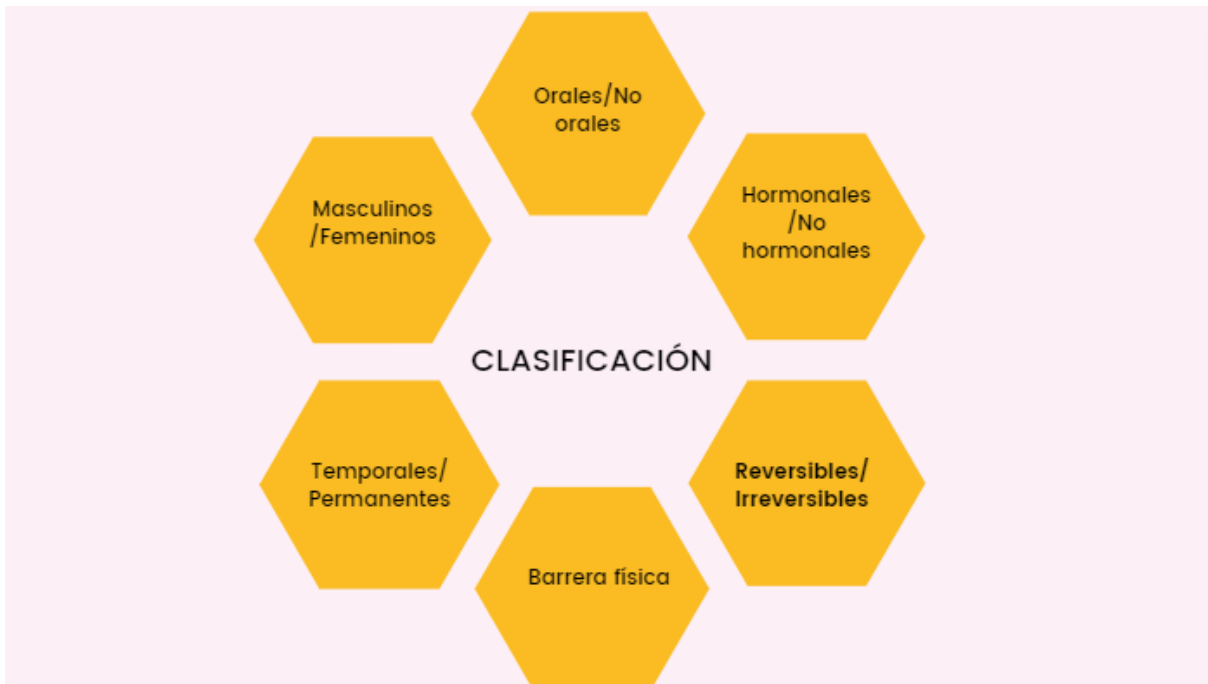 Orales/No
orales
Masculinos
/Femeninos
Hormonales
/No
hormonales
CLASIFICACIÓN
Temporales/
Permanentes
Reversibles/
Irreversibles
Barrera física